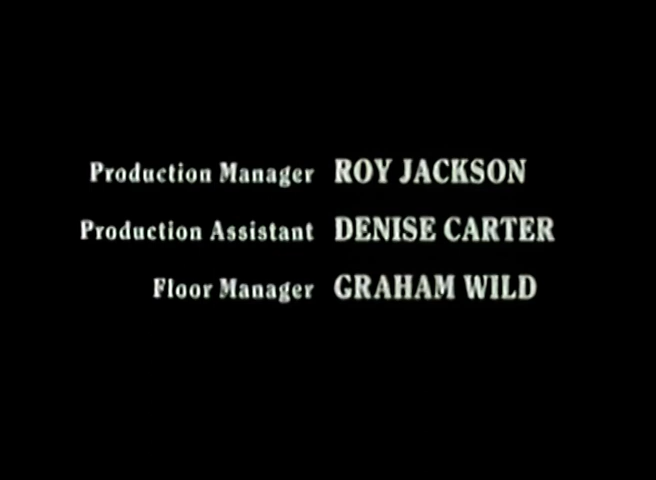 Production Manager ROY JACKSON
Production Assistant DENISE CARTER
Floor Manager GRAHAM WILD